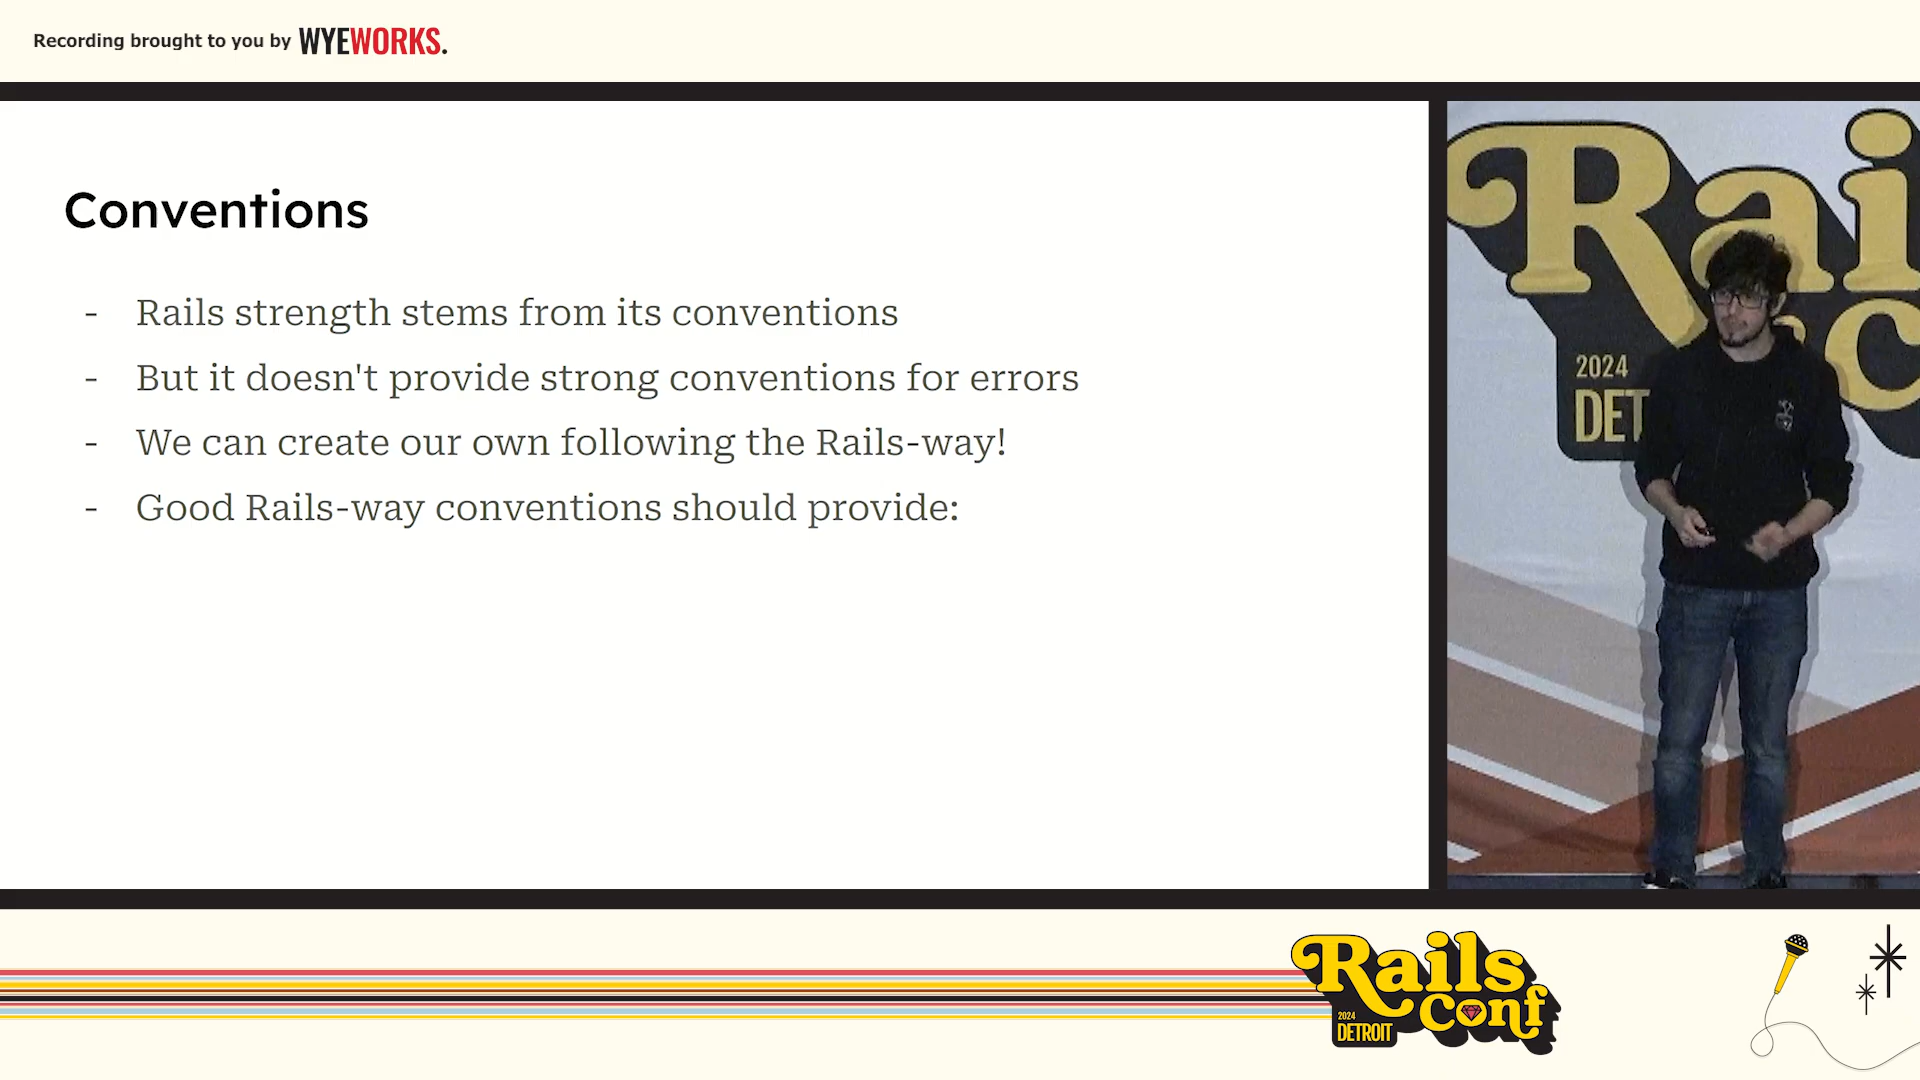 Recording brought to you by WYEWORKS.
Conventions
- Rails strength stems from its conventions
- But it doesn't provide strong conventions for errors
- We can create our own following the Rails-way!
- Good Rails-way conventions should provide:
Rai
C
2024
DET
Rails
Conf
2024
DETROIT